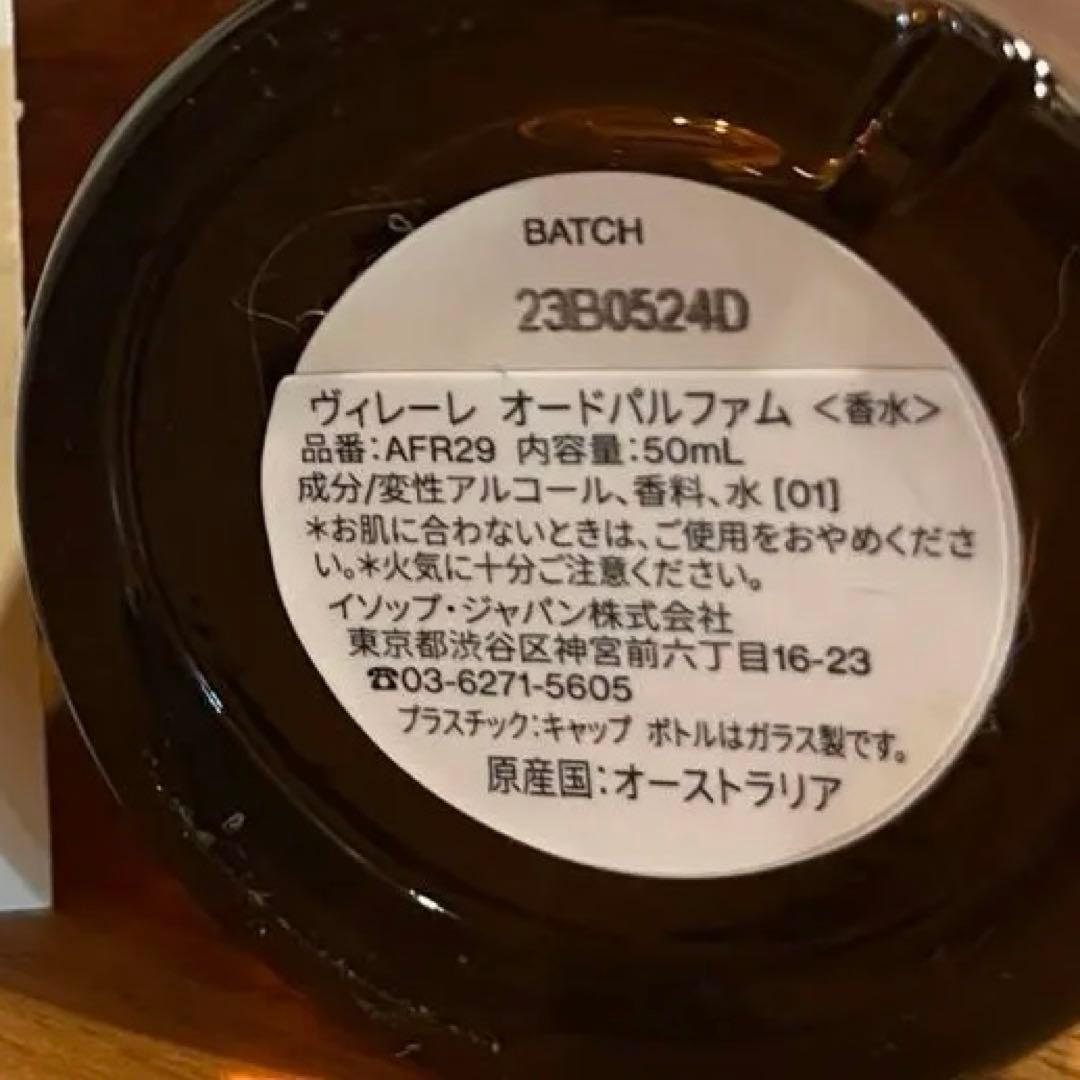 BATCH
23B0524D
ヴィレーレ オードパルファム <香水>
品番:AFR29 内容量:50mL
成分/変性アルコール、香料、水 [01]
*お肌に合わないときは、ご使用をおやめくださ
い。*火気に十分ご注意ください。
イソップ・ジャパン株式会社
東京都渋谷区神宮前六丁目16-23
☎03-6271-5605
プラスチック:キャップ ボトルはガラス製です。
原産国:オーストラリア